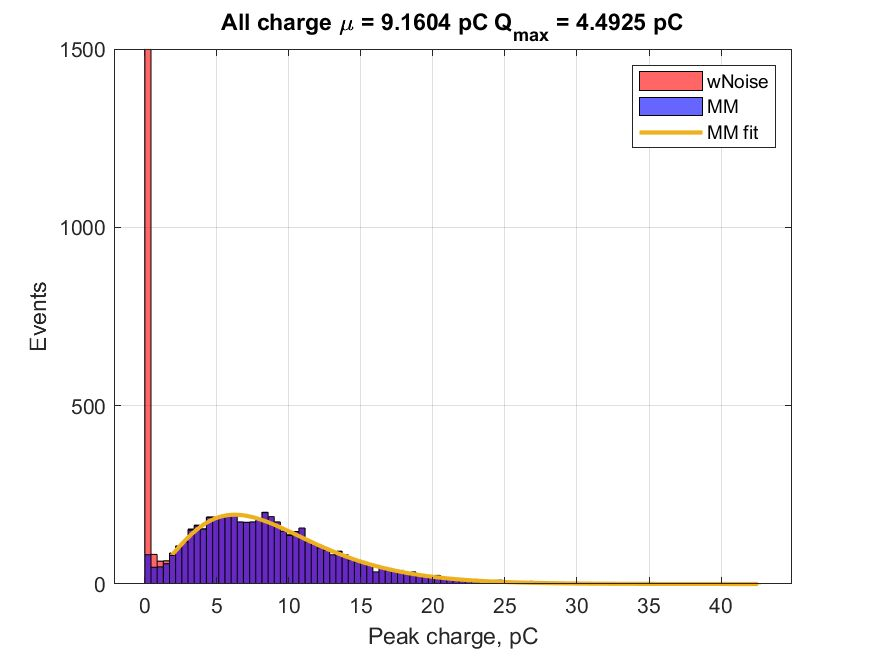 All charge μ = 9.1604 pC Qmax = 4.4925 pC
1500
1000
500
0
Events
wNoise
MM
MM fit
0 5 10 15 20 25 30 35 40
Peak charge, pC